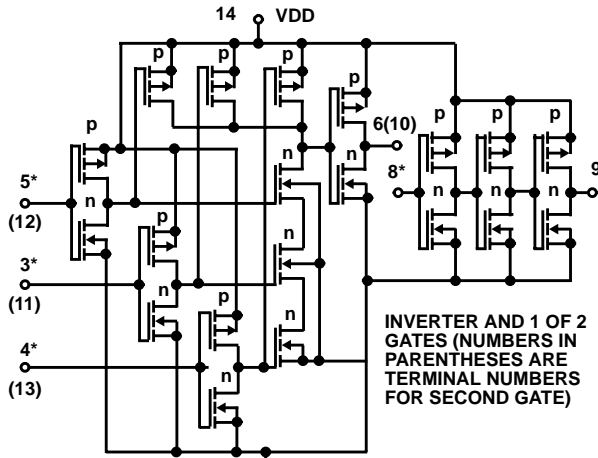 14 VDD
p p p
p
p
6(10)
p p p
n
8*
9
5*
n
n
(12)
p
n n n
n
3*
n
(11)
p
n
4*
n
(13)
INVERTER AND 1 OF 2
GATES (NUMBERS IN
PARENTHESES ARE
TERMINAL NUMBERS
FOR SECOND GATE)